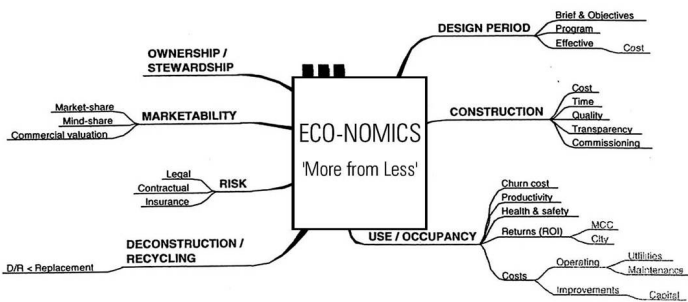 ECO-NOMICS
'More from Less'
DESIGN PERIOD
Brief & Objectives
Program
Effective
Cost
CONSTRUCTION
Cost
Time
Quality
Transparency
Commissioning
USE / OCCUPANCY
Churn cost
Productivity
Health & safety
Returns (ROI)
MCC
City
Costs
Operating
Utilities
Maintenance
Improvements
Capital
DECONSTRUCTION /
RECYCLING
D/R < Replacement
RISK
Legal
Contractual
Insurance
MARKETABILITY
Market-share
Mind-share
Commercial valuation
OWNERSHIP /
STEWARDSHIP